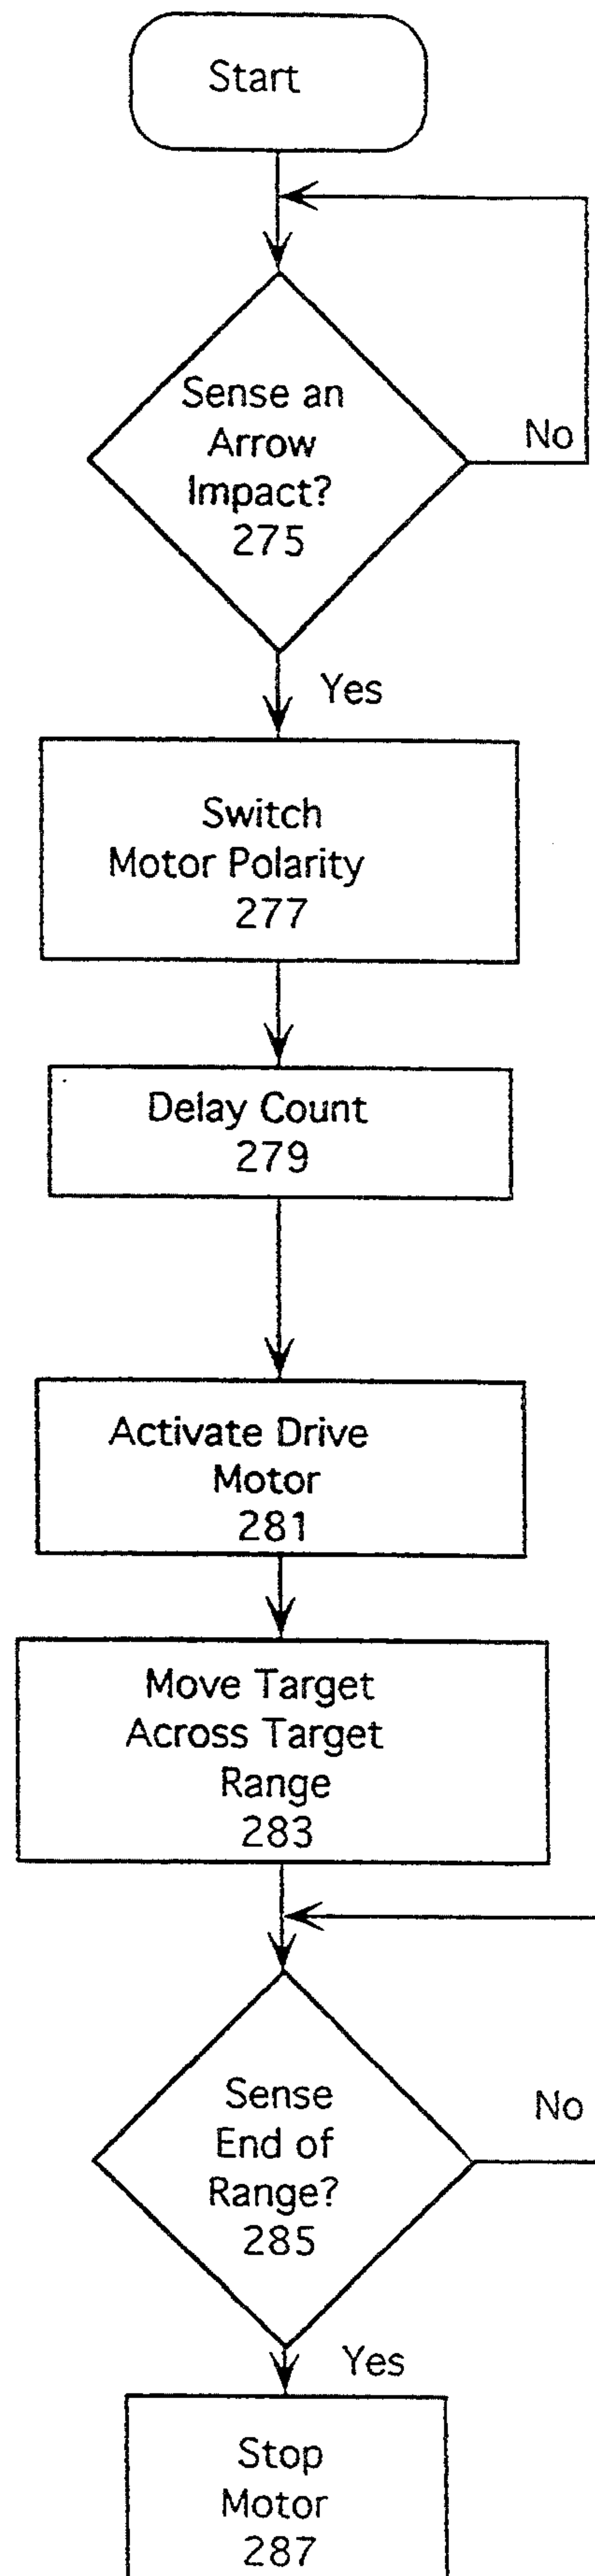 Start
Sense an
Arrow
Impact?
275
No
Yes
Switch
Motor Polarity
277
Delay Count
279
Activate Drive
Motor
281
Move Target
Across Target
Range
283
Sense
End of
Range?
285
No
Yes
Stop
Motor
287